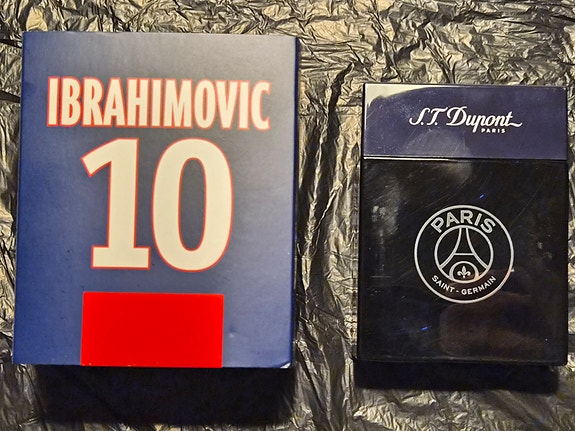 IBRAHIMOVIC
10
S.T. Dupont
PARIS
PARIS
SAINT-GERMAIN